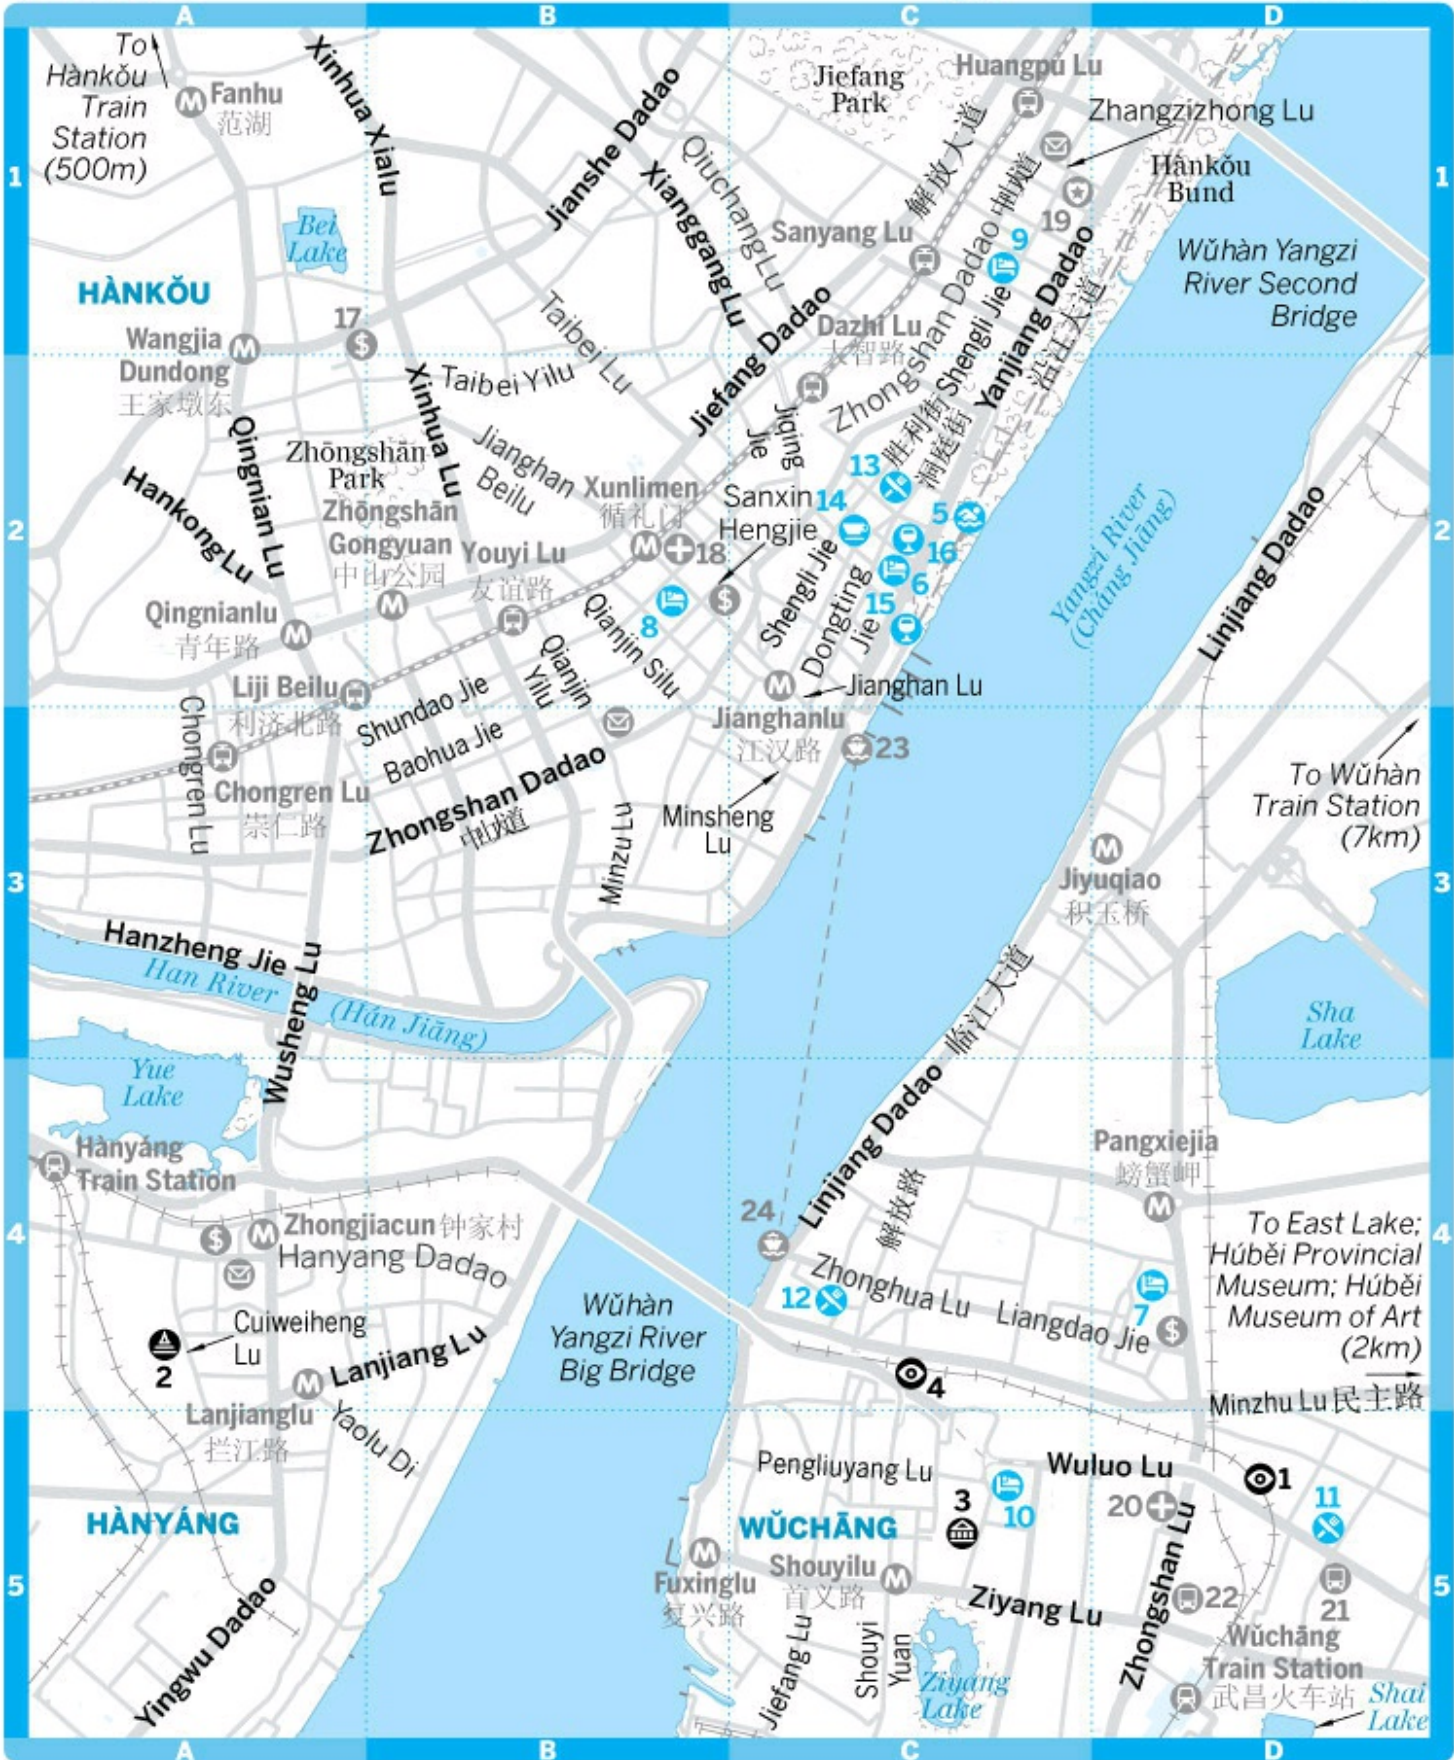 A
B
C
D
To
Hànkǒu
Train
Station
(500m)
Fanhu
范湖
Xinhua Xialu
Jianshe Dadao
Jiefang
Park
Huangpu Lu
Zhangzizhong Lu
解放大道
中山大道
Hànkǒu
Bund
19
1
1
Qiuchang Lu
Xianggang Lu
Sanyang Lu
9
Bei
Lake
HÀNKǑU
Wǔhàn Yangzi
River Second
Bridge
17
Wangjia
Dundong
王家墩东
Taibei Lu
Taibei Yilu
Jiefang Dadao
Dazhi Lu
大智路
Zhongshan Dadao
Shengli Jie
胜利街
Yanjiang Dadao
沿江大道
洞庭街
Xinhua Lu
Qingnian Lu
Hankong Lu
Zhōngshān
Park
Zhōngshān
Gongyuan
中山公园
Jianghan
Beilu
Jiqing
Jie
Xunlimen
循礼门
18
Sanxin
Hengjie
13
14
5
16
6
15
2
2
Youyi Lu
友谊路
Qingnianlu
青年路
8
Qianjin Silu
Qianjin
Yilu
Shengli Jie
Dongting
Jie
Yangzi River
(Cháng Jiāng)
Linjiang Dadao
Liji Beilu
利济北路
Jianghan Lu
Jianghanlu
江汉路
23
Chongren Lu
Chongren Lu
崇仁路
Shundao Jie
Baohua Jie
Zhongshan Dadao
中山大道
Minzu Lu
Minsheng
Lu
To Wǔhàn
Train Station
(7km)
Jiyuqiao
积玉桥
3
3
Hanzheng Jie
Han River
(Hán Jiāng)
Wusheng Lu
临江大道
Linjiang Dadao
Sha
Lake
Yue
Lake
Hànyáng
Train Station
Pangxiejia
螃蟹岬
解放路
4
4
Zhongjiacun 钟家村
Hanyang Dadao
24
To East Lake;
Húběi Provincial
Museum; Húběi
Museum of Art
(2km)
12
Zhonghua Lu
Liangdao Jie
7
Cuiweiheng
Lu
2
Wǔhàn
Yangzi River
Big Bridge
Lanjiang Lu
4
Minzhu Lu 民主路
Lanjianglu
拦江路
Yaolu Di
Pengliuyang Lu
Wuluo Lu
1
11
3
10
20
HÀNYÁNG
WǓCHĀNG
Fuxinglu
复兴路
Shouyilu
首义路
Ziyang Lu
Zhongshan Lu
22
21
5
5
Yingwu Dadao
Jiefang Lu
Shouyi
Yuan
Ziyang
Lake
Wǔchāng
Train Station
武昌火车站
Shai
Lake
A
B
C
D